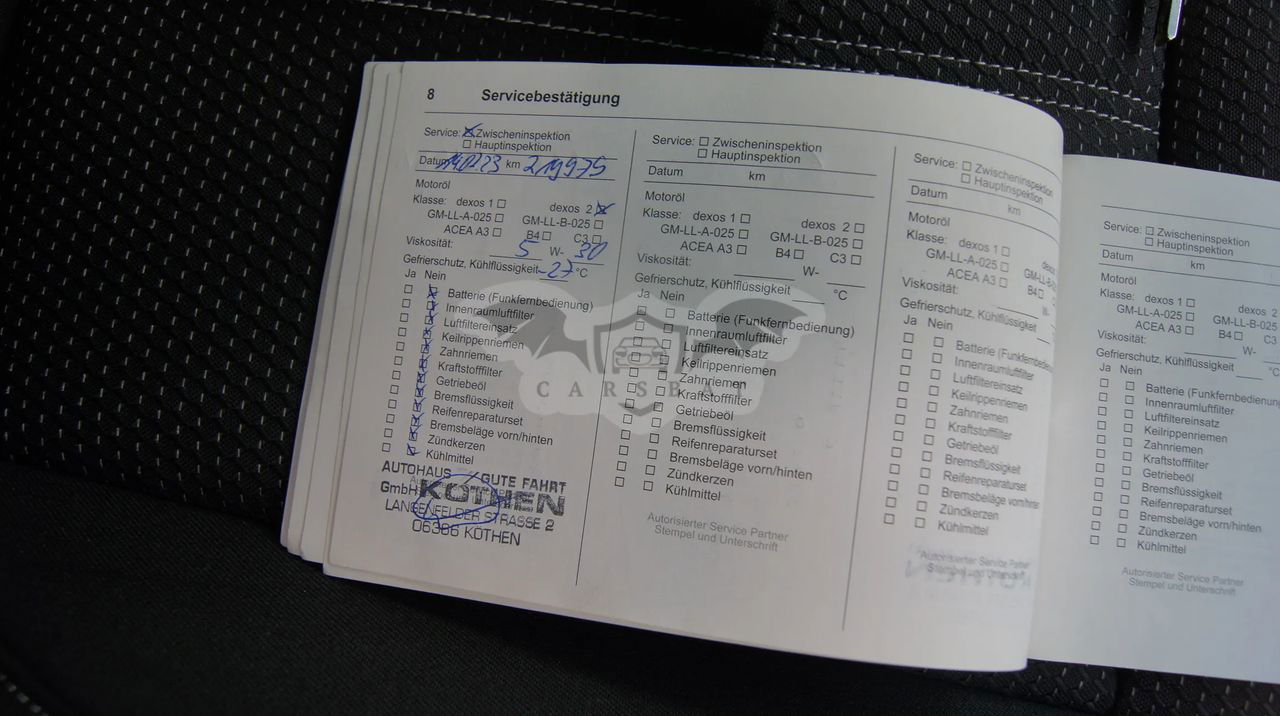 8 Servicebestätigung
Service: ☒ Zwischeninspektion
☐ Hauptinspektion
Datum km 219975
Motoröl
Klasse: dexos 1 ☐ dexos 2 ☒
GM-LL-A-025 ☐ GM-LL-B-025 ☐
ACEA A3 ☐ B4 ☐ C3 ☐
Viskosität: 5 W- 30
Gefrierschutz, Kühlflüssigkeit -27 °C
Ja Nein
☐ ☒ Batterie (Funkfernbedienung)
☐ ☒ Innenraumluftfilter
☐ ☒ Luftfiltereinsatz
☐ ☒ Keilrippenriemen
☐ ☒ Zahnriemen
☐ ☒ Kraftstofffilter
☐ ☒ Getriebeöl
☐ ☒ Bremsflüssigkeit
☐ ☒ Reifenreparaturset
☐ ☒ Bremsbeläge vorn/hinten
☐ ☒ Zündkerzen
☐ ☒ Kühlmittel
AUTOHAUS GUTE FAHRT
GmbH KÖTHEN
LANGENFELDER STRASSE 2
06366 KÖTHEN
Service: ☐ Zwischeninspektion
☐ Hauptinspektion
Datum km
Motoröl
Klasse: dexos 1 ☐ dexos 2 ☐
GM-LL-A-025 ☐ GM-LL-B-025 ☐
ACEA A3 ☐ B4 ☐ C3 ☐
Viskosität: W-
Gefrierschutz, Kühlflüssigkeit °C
Ja Nein
☐ ☐ Batterie (Funkfernbedienung)
☐ ☐ Innenraumluftfilter
☐ ☐ Luftfiltereinsatz
☐ ☐ Keilrippenriemen
☐ ☐ Zahnriemen
☐ ☐ Kraftstofffilter
☐ ☐ Getriebeöl
☐ ☐ Bremsflüssigkeit
☐ ☐ Reifenreparaturset
☐ ☐ Bremsbeläge vorn/hinten
☐ ☐ Zündkerzen
☐ ☐ Kühlmittel
Autorisierter Service Partner
Stempel und Unterschrift
Service: ☐ Zwischeninspektion
☐ Hauptinspektion
Datum km
Motoröl
Klasse: dexos 1 ☐ dexos
GM-LL-A-025 ☐ GM-LL-B-0
ACEA A3 ☐ B4 ☐
Viskosität: W-
Gefrierschutz, Kühlflüssigkeit
Ja Nein
☐ ☐ Batterie (Funkfernbedien
☐ ☐ Innenraumluftfilter
☐ ☐ Luftfiltereinsatz
☐ ☐ Keilrippenriemen
☐ ☐ Zahnriemen
☐ ☐ Kraftstofffilter
☐ ☐ Getriebeöl
☐ ☐ Bremsflüssigkeit
☐ ☐ Reifenreparaturset
☐ ☐ Bremsbeläge vorn/hinten
☐ ☐ Zündkerzen
☐ ☐ Kühlmittel
Autorisierter Service Partner
Stempel und Unterschrift
Service: ☐ Zwischeninspektion
☐ Hauptinspektion
Datum km
Motoröl
Klasse: dexos 1 ☐ dexos 2
GM-LL-A-025 ☐ GM-LL-B-025
ACEA A3 ☐ B4 ☐ C3
Viskosität: W-
Gefrierschutz, Kühlflüssigkeit
Ja Nein
☐ ☐ Batterie (Funkfernbedienung
☐ ☐ Innenraumluftfilter
☐ ☐ Luftfiltereinsatz
☐ ☐ Keilrippenriemen
☐ ☐ Zahnriemen
☐ ☐ Kraftstofffilter
☐ ☐ Getriebeöl
☐ ☐ Bremsflüssigkeit
☐ ☐ Reifenreparaturset
☐ ☐ Bremsbeläge vorn/hinten
☐ ☐ Zündkerzen
☐ ☐ Kühlmittel
Autorisierter Service Partner
Stempel und Unterschrift